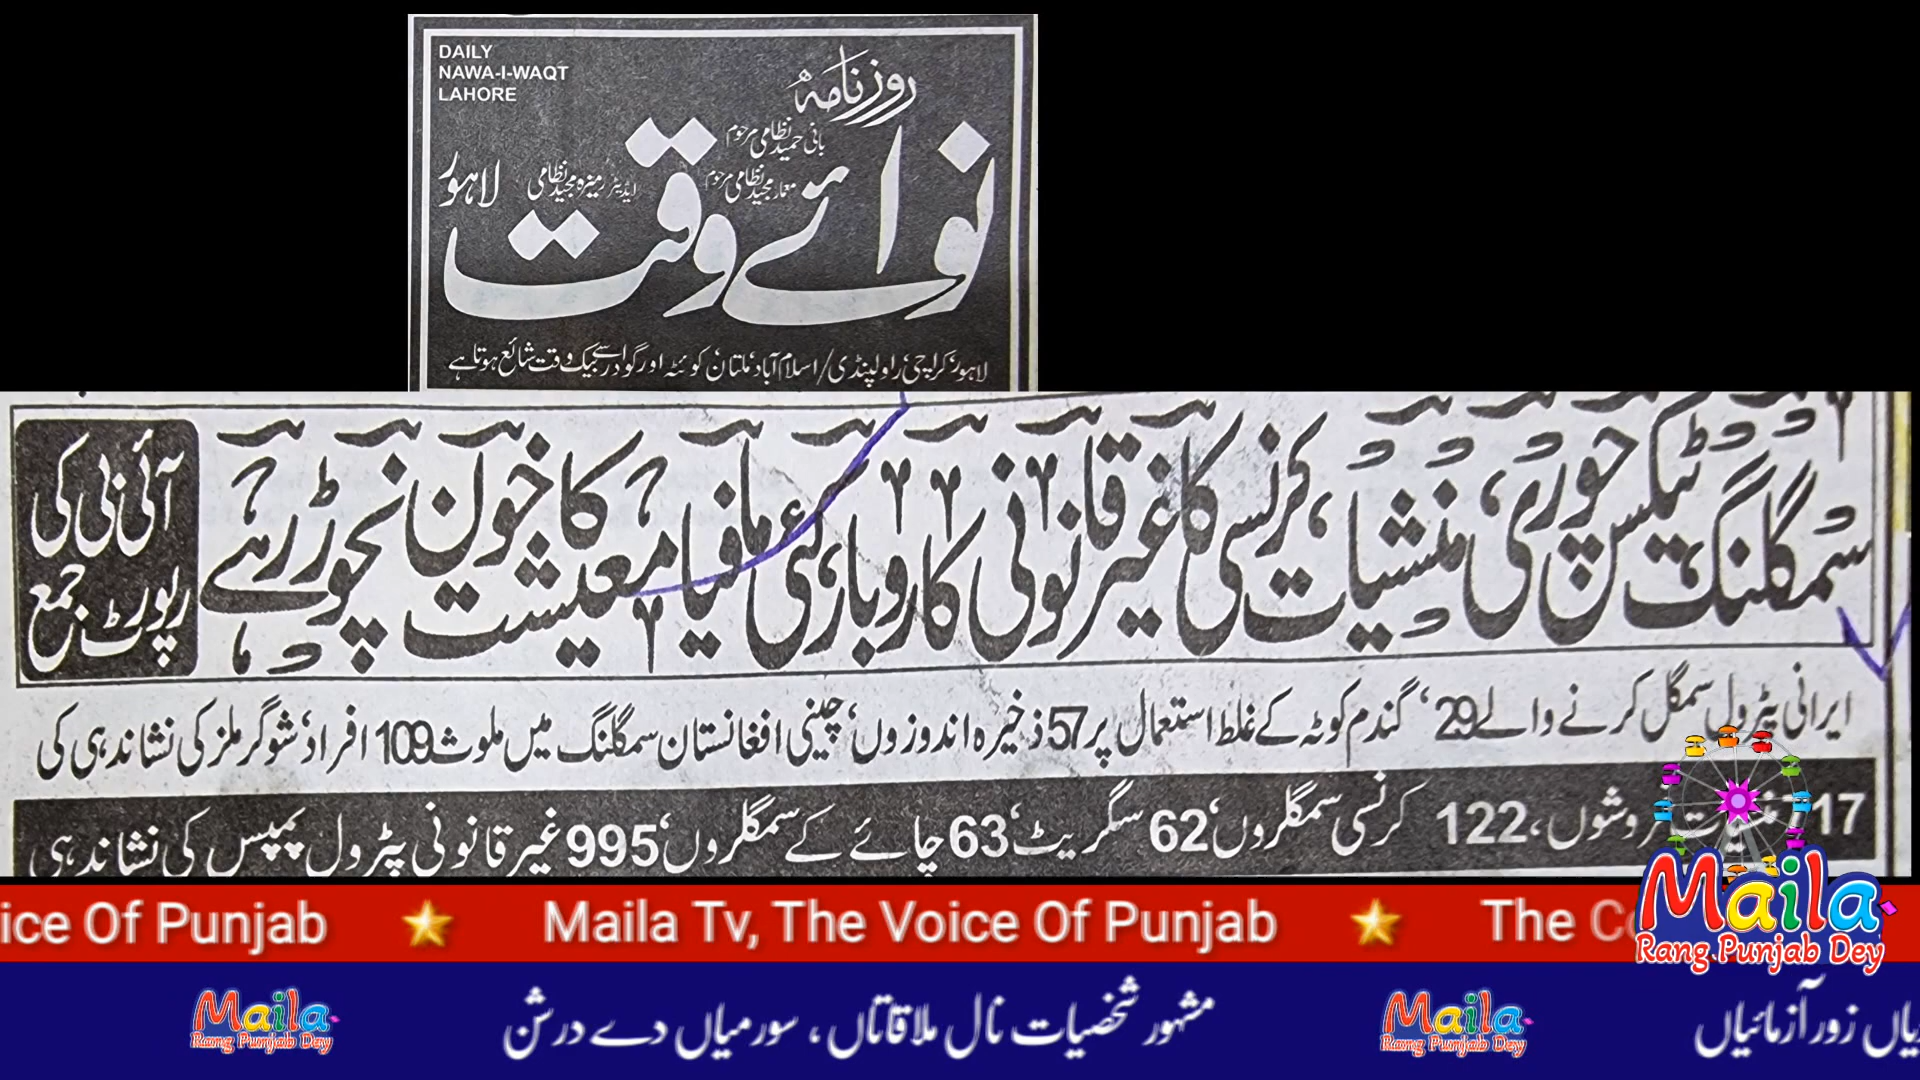 DAILY
NAWA-I-WAQT
LAHORE
روزنامہ
بانی حمید نظامی مرحوم
معمار مجید نظامی مرحوم
ایڈیٹر رمیزہ مجید نظامی
نوائے وقت
لاہور
لاہور، کراچی، راولپنڈی/اسلام آباد، ملتان، کوئٹہ اور گوادر سے بیک وقت شائع ہوتا ہے
سمگلنگ، ٹیکس چوری، منشیات، کرنسی کا غیر قانونی کاروبار، کئی مافیا معیشت کا خون نچوڑ رہے
آئی بی کی
رپورٹ جمع
ایرانی پٹرول سمگل کرنے والے 29، گندم کوٹہ کے غلط استعمال پر 57 ذخیرہ اندوزوں، چینی افغانستان سمگلنگ میں ملوث 109 افراد، شوگر ملز کی نشاندہی کی
122 کرنسی سمگلروں، 62 سگریٹ، 63 چائے کے سمگلروں، 995 غیر قانونی پٹرول پمپس کی نشاندہی
ice Of Punjab
Maila Tv, The Voice Of Punjab
The
Maila
Rang Punjab Dey
Maila
Rang Punjab Dey
مشہور شخصیات نال ملاقاتاں، سورمیاں دے درشن
Maila
Rang Punjab Dey
یاں زور آزمائیاں